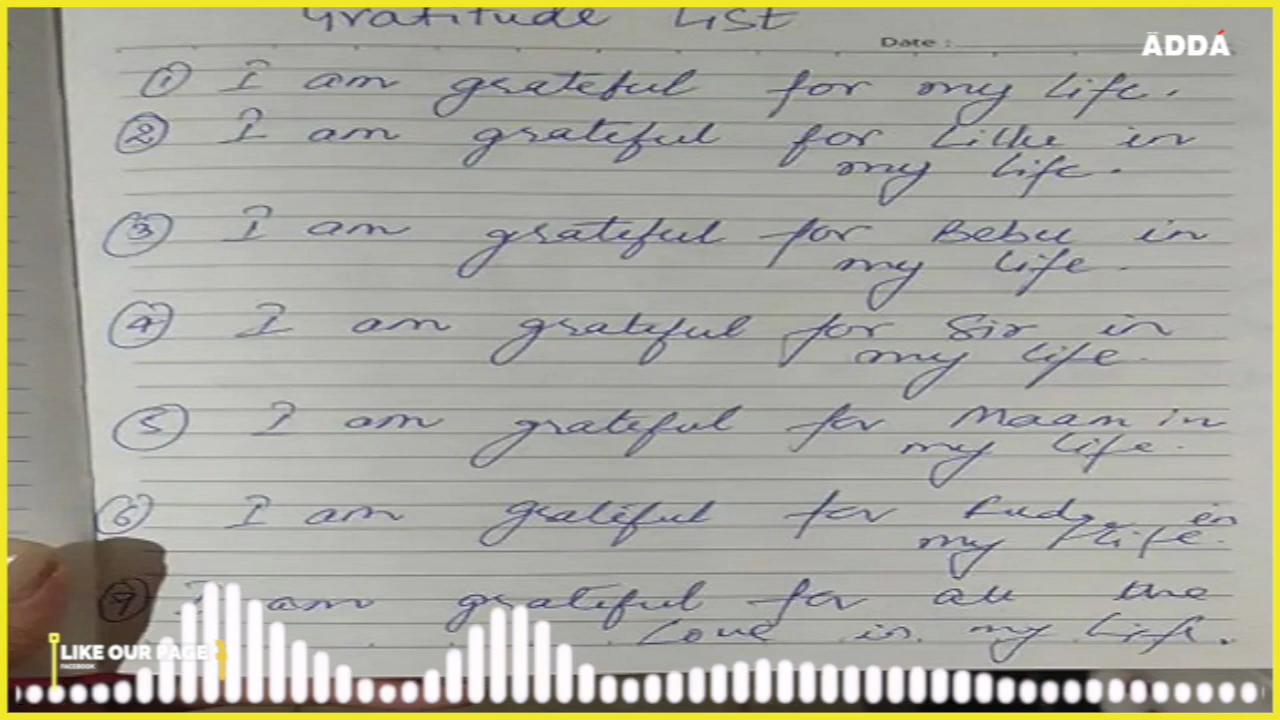 Gratitude List
Date :
ĀDDÁ
① I am grateful for my life.
② I am grateful for in
my life.
③ I am grateful for Bebu in
my life.
④ I am grateful for Sir in
my life.
⑤ I am grateful for Maam in
my life.
⑥ I am grateful for in
my life.
⑦ I am grateful for all the
Love in my life.
LIKE OUR PAGE
FACEBOOK